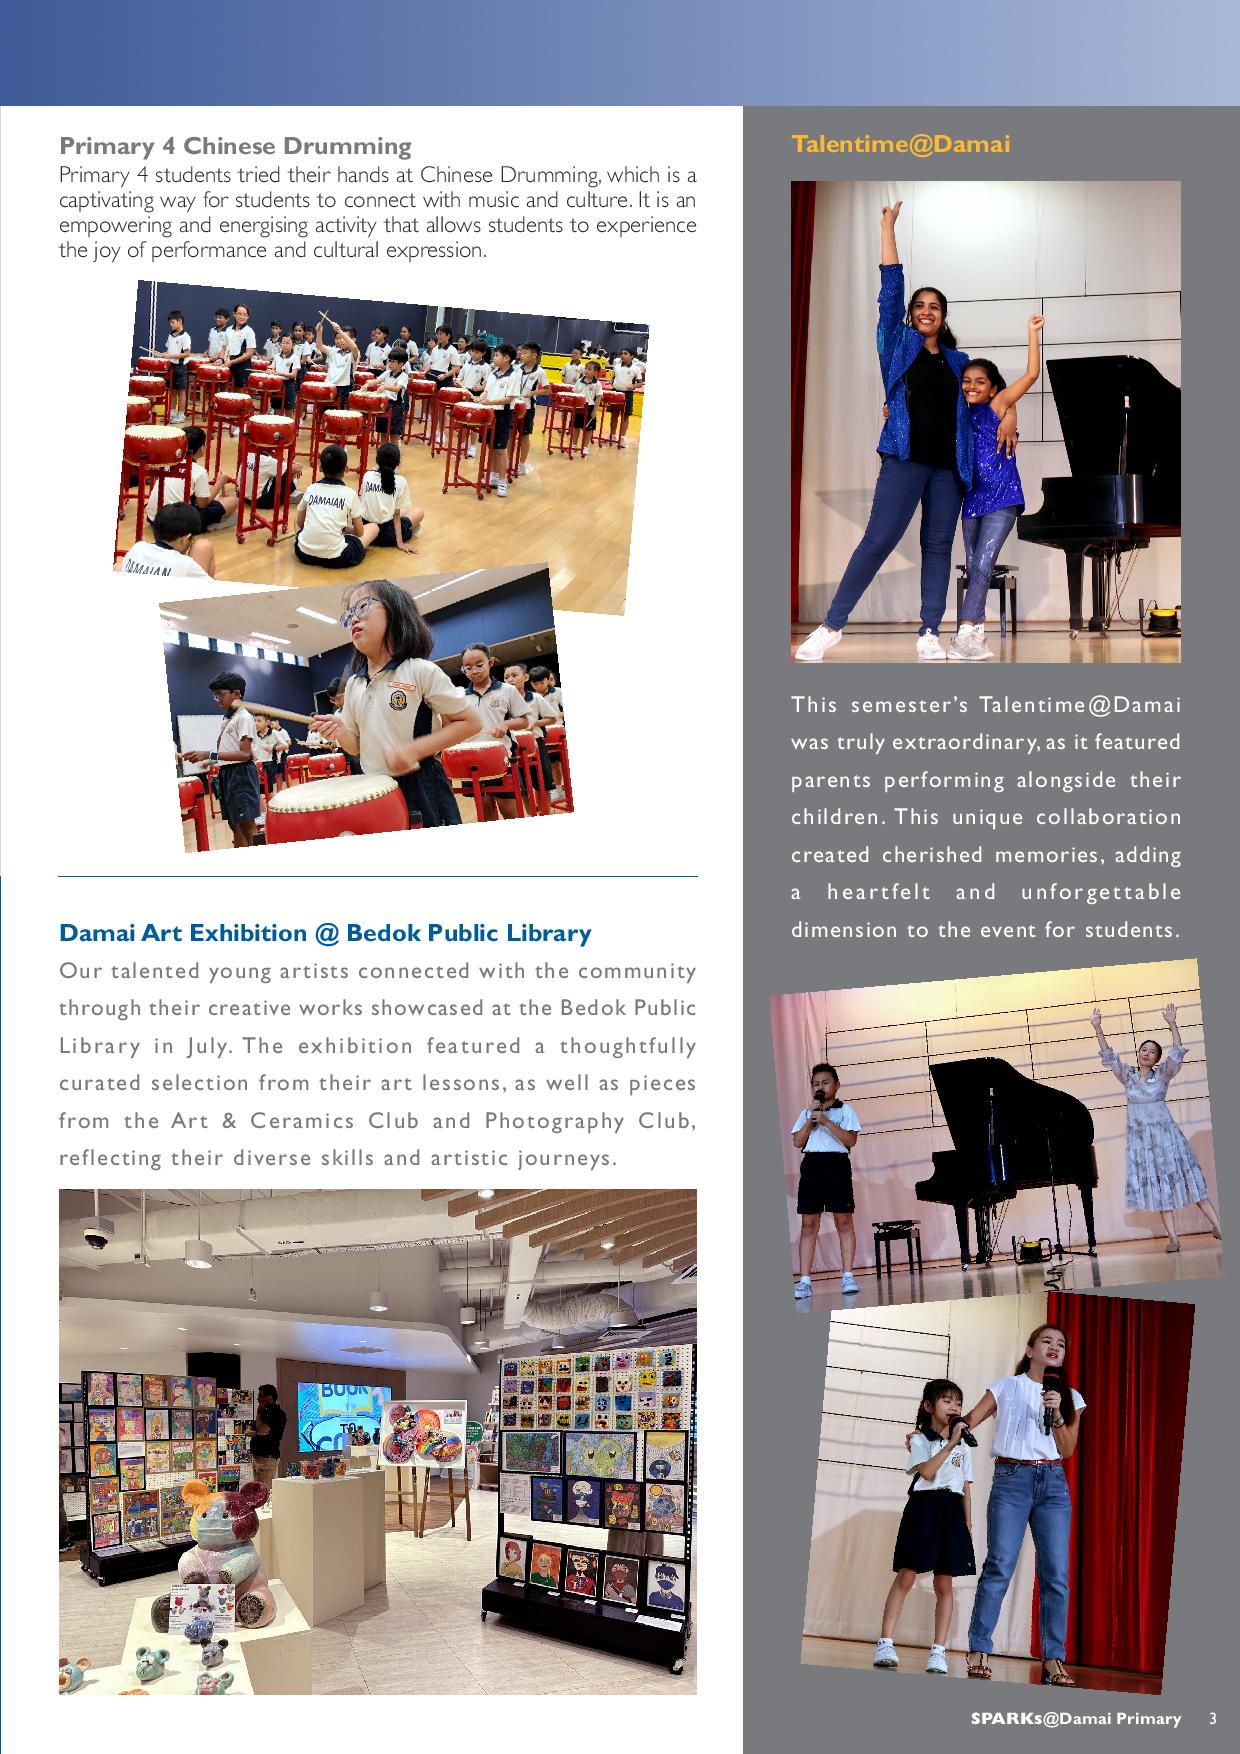 Primary 4 Chinese Drumming
Primary 4 students tried their hands at Chinese Drumming, which is a
captivating way for students to connect with music and culture. It is an
empowering and energising activity that allows students to experience
the joy of performance and cultural expression.
DAMAIAN
DAMA
DAMAIAN
Damai Art Exhibition @ Bedok Public Library
Our talented young artists connected with the community
through their creative works showcased at the Bedok Public
Library in July. The exhibition featured a thoughtfully
curated selection from their art lessons, as well as pieces
from the Art & Ceramics Club and Photography Club,
reflecting their diverse skills and artistic journeys.
BOOK
TO
Talentime@Damai
This semester’s Talentime@Damai
was truly extraordinary, as it featured
parents performing alongside their
children. This unique collaboration
created cherished memories, adding
a heartfelt and unforgettable
dimension to the event for students.
SPARKs@Damai Primary 3